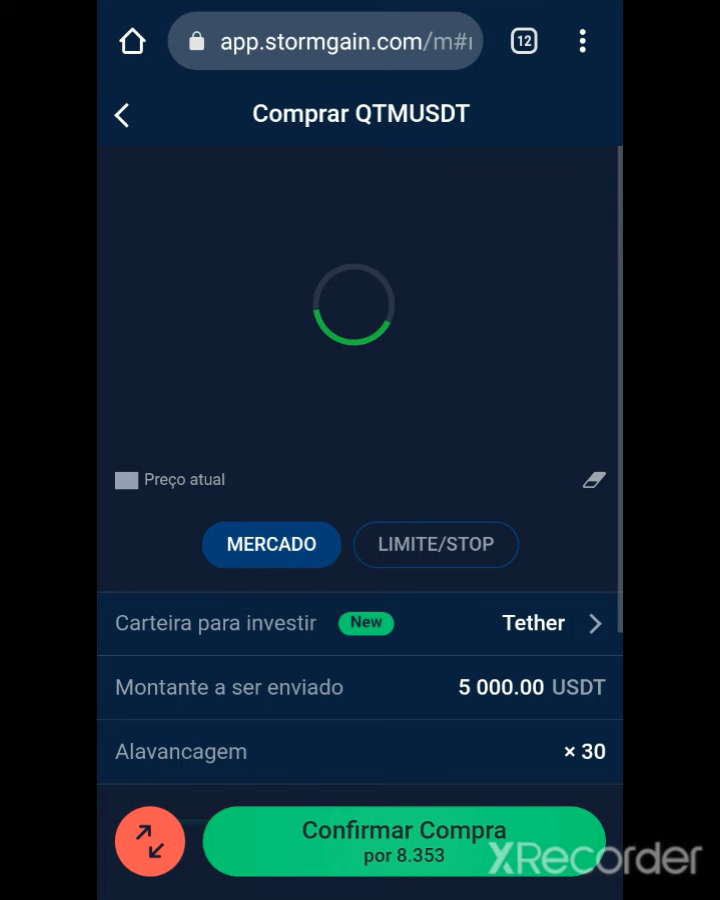 app.stormgain.com/m#
12
Comprar QTMUSDT
Preço atual
MERCADO
LIMITE/STOP
Carteira para investir New Tether
Montante a ser enviado 5 000.00 USDT
Alavancagem × 30
Confirmar Compra
por 8.353
XRecorder